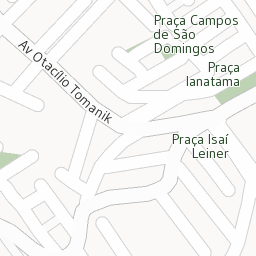 Praça Campos
de São
Domingos
Av Otacílio Tomanik
Praça
Ianatama
Praça Isaí
Leiner